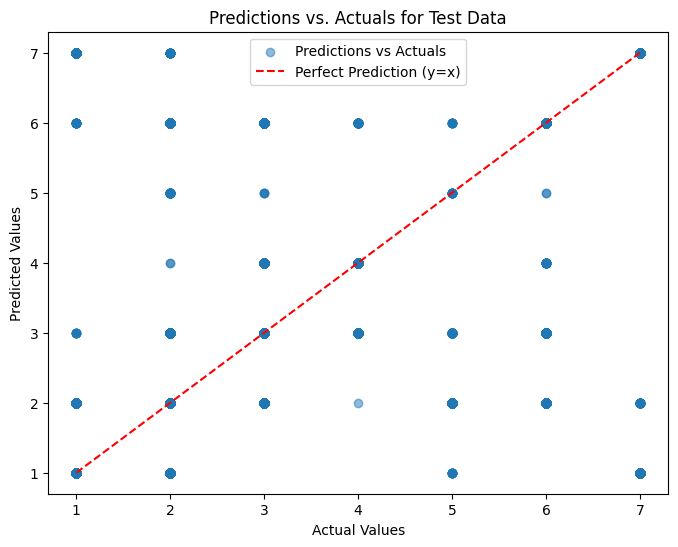 Predictions vs. Actuals for Test Data
Predictions vs Actuals
Perfect Prediction (y=x)
7
6
5
4
3
2
1
Predicted Values
1 2 3 4 5 6 7
Actual Values